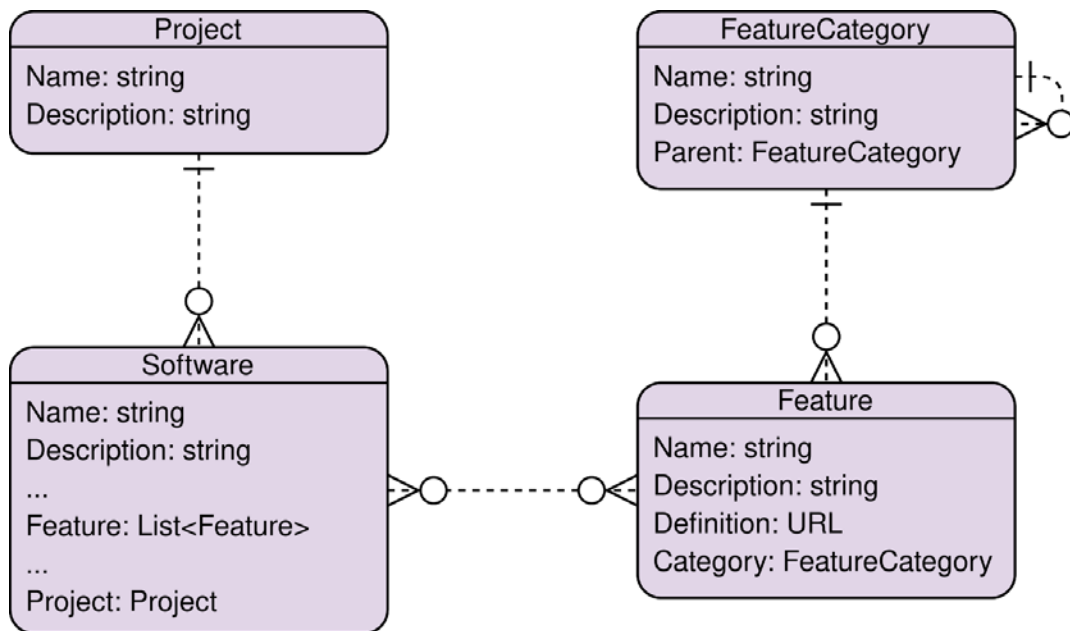 Project
Name: string
Description: string
FeatureCategory
Name: string
Description: string
Parent: FeatureCategory
Software
Name: string
Description: string
...
Feature: List<Feature>
...
Project: Project
Feature
Name: string
Description: string
Definition: URL
Category: FeatureCategory